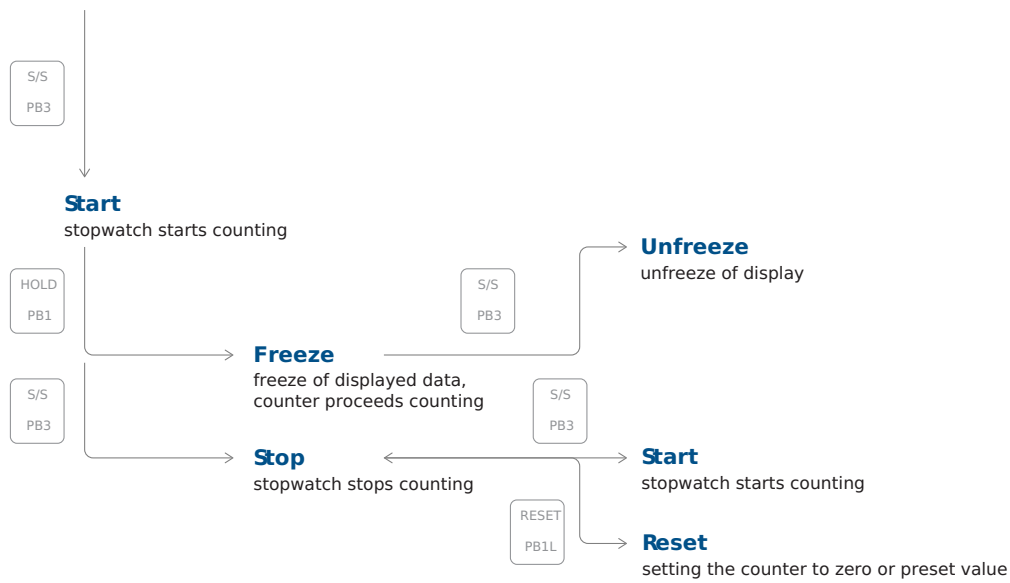 S/S
PB3
Start
stopwatch starts counting
HOLD
PB1
S/S
PB3
Unfreeze
unfreeze of display
Freeze
freeze of displayed data,
counter proceeds counting
S/S
PB3
S/S
PB3
Stop
stopwatch stops counting
Start
stopwatch starts counting
RESET
PB1L
Reset
setting the counter to zero or preset value